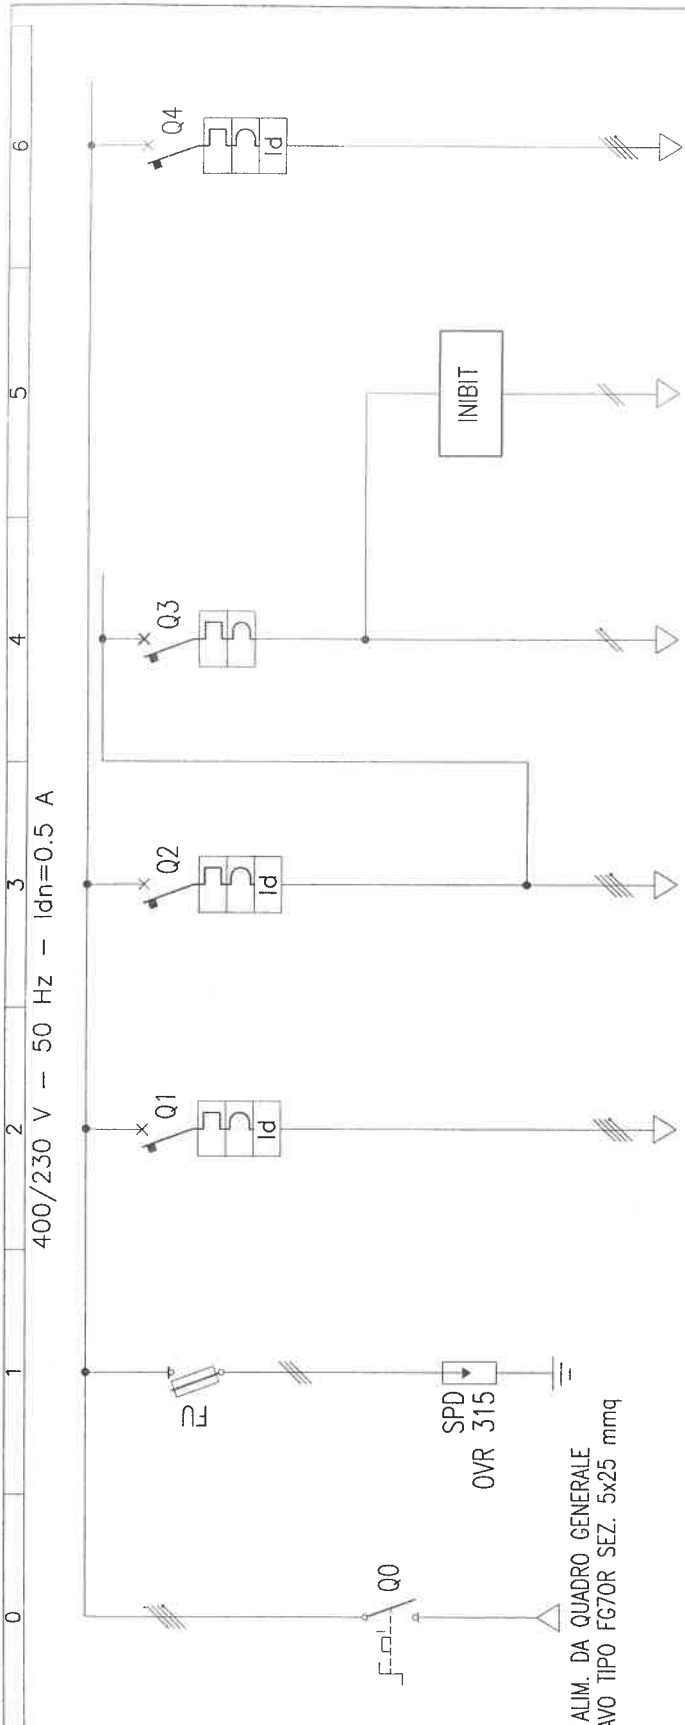 0 1 2 3 4 5 6
400/230 V - 50 Hz - Idn=0.5 A
Q0
ALIM. DA QUADRO GENERALE
AVO TIPO FG7OR SEZ. 5x25 mmq
FU
SPD
OVR 315
Q1
Id
Q2
Id
Q3
INIBIT
Q4
Id